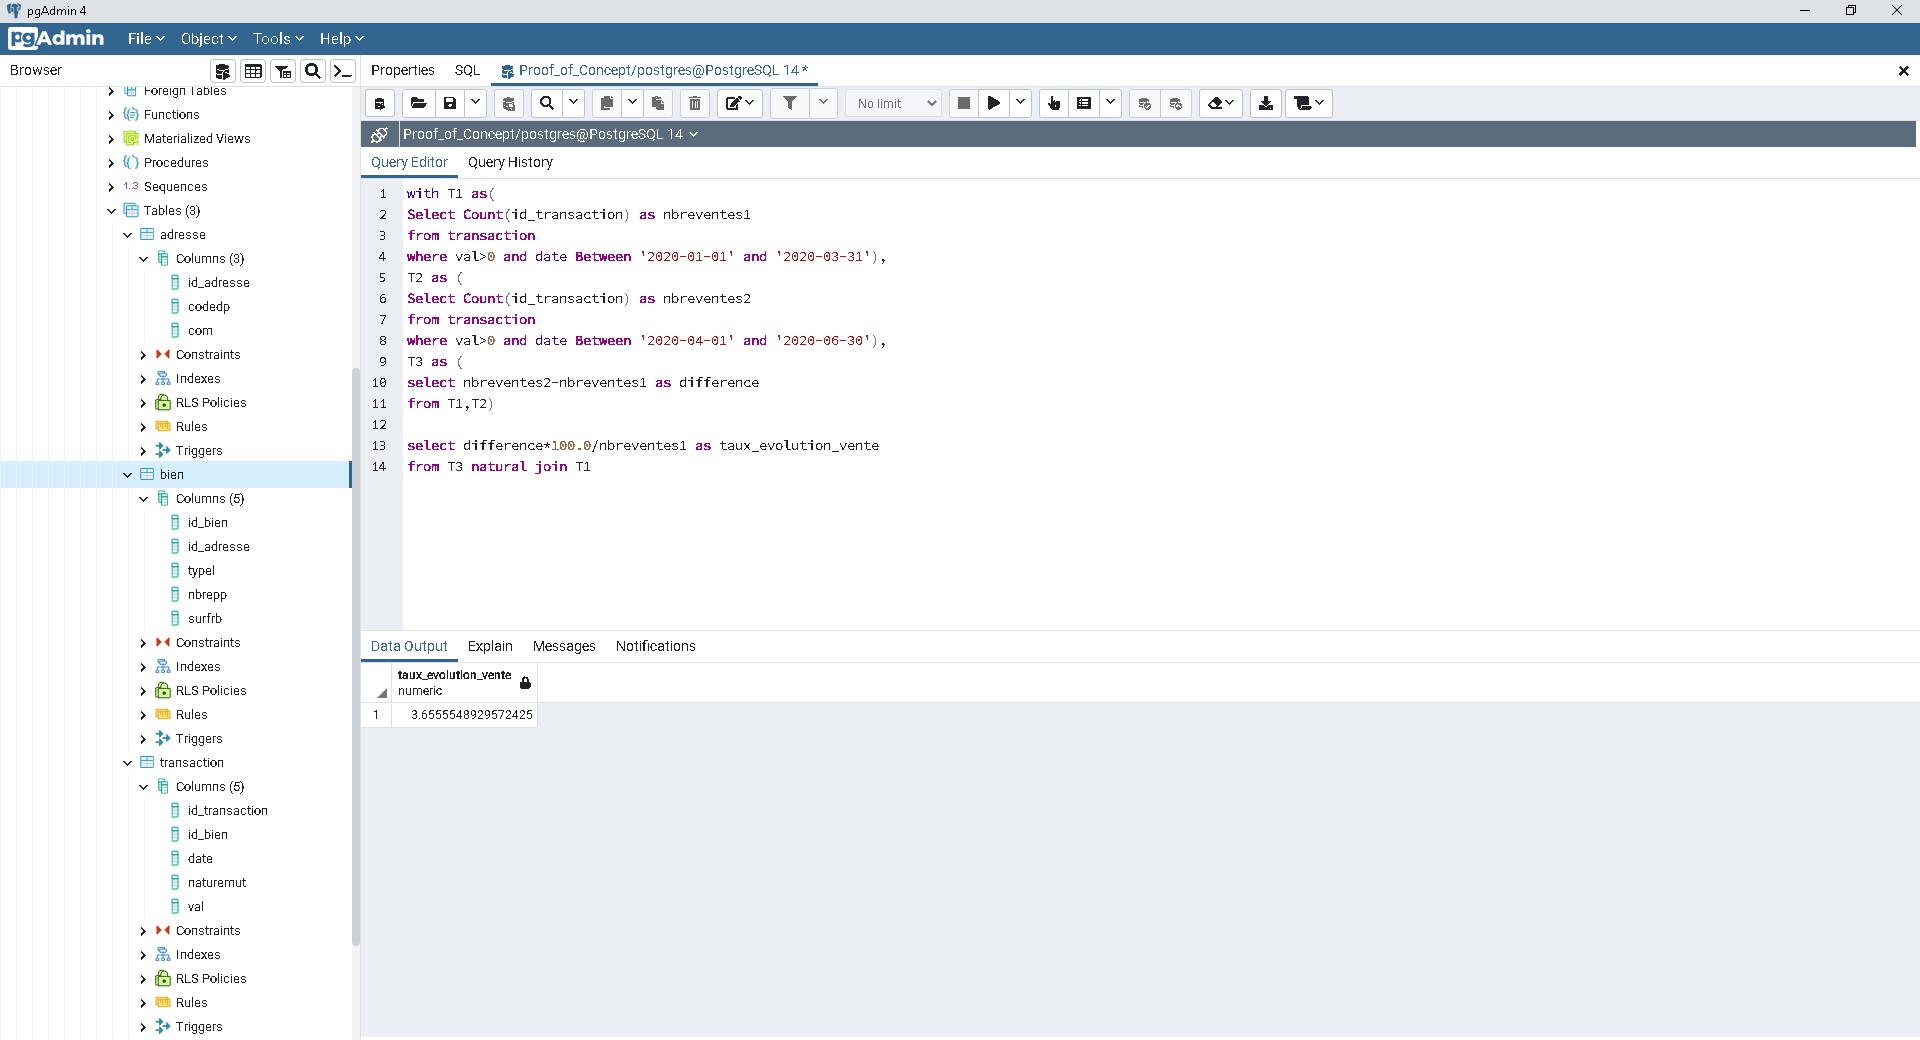 pgAdmin 4
pgAdmin File Object Tools Help
Browser
Properties SQL Proof_of_Concept/postgres@PostgreSQL 14 *
Foreign Tables
Functions
Materialized Views
Procedures
1.3 Sequences
Tables (3)
adresse
Columns (3)
id_adresse
codedp
com
Constraints
Indexes
RLS Policies
Rules
Triggers
bien
Columns (5)
id_bien
id_adresse
typel
nbrepp
surfrb
Constraints
Indexes
RLS Policies
Rules
Triggers
transaction
Columns (5)
id_transaction
id_bien
date
naturemut
val
Constraints
Indexes
RLS Policies
Rules
Triggers
No limit
Proof_of_Concept/postgres@PostgreSQL 14
Query Editor Query History
1 with T1 as(
2 Select Count(id_transaction) as nbreventes1
3 from transaction
4 where val>0 and date Between '2020-01-01' and '2020-03-31'),
5 T2 as (
6 Select Count(id_transaction) as nbreventes2
7 from transaction
8 where val>0 and date Between '2020-04-01' and '2020-06-30'),
9 T3 as (
10 select nbreventes2-nbreventes1 as difference
11 from T1,T2)
12
13 select difference*100.0/nbreventes1 as taux_evolution_vente
14 from T3 natural join T1
Data Output Explain Messages Notifications
taux_evolution_vente
numeric
1 3.6555548929572425